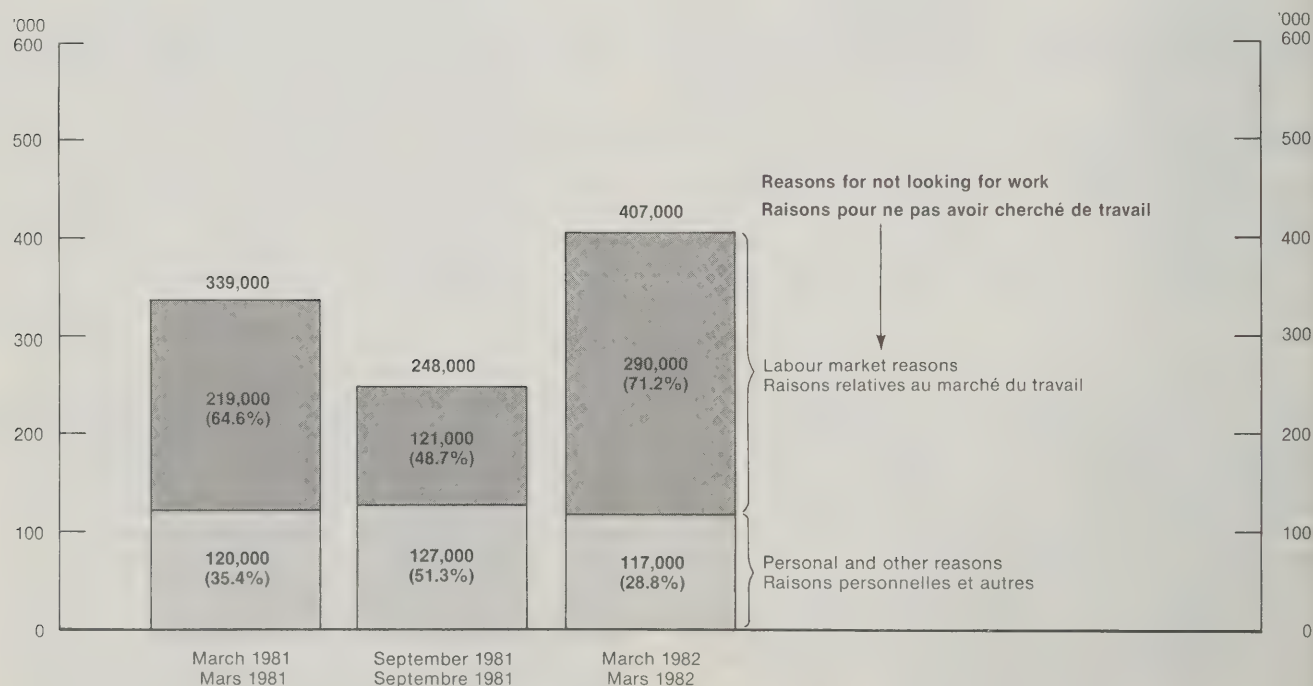 '000
600
500
400
300
200
100
0
339,000
219,000
(64.6%)
120,000
(35.4%)
248,000
121,000
(48.7%)
127,000
(51.3%)
407,000
290,000
(71.2%)
117,000
(28.8%)
Reasons for not looking for work
Raisons pour ne pas avoir cherché de travail
Labour market reasons
Raisons relatives au marché du travail
Personal and other reasons
Raisons personnelles et autres
'000
600
500
400
300
200
100
0
March 1981
Mars 1981
September 1981
Septembre 1981
March 1982
Mars 1982